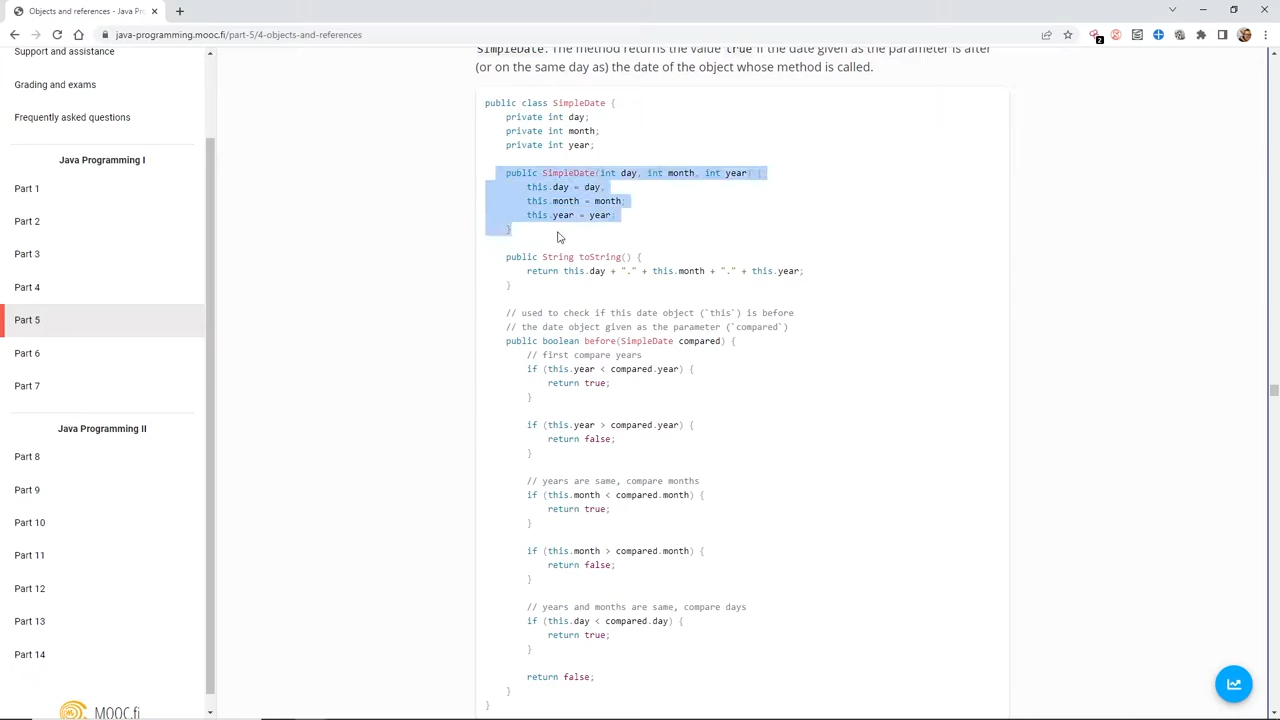 Objects and references - Java Pr
java-programming.mooc.fi/part-5/4-objects-and-references
2
Support and assistance
Grading and exams
Frequently asked questions
Java Programming I
Part 1
Part 2
Part 3
Part 4
Part 5
Part 6
Part 7
Java Programming II
Part 8
Part 9
Part 10
Part 11
Part 12
Part 13
Part 14
MOOC.fi
SimpleDate. The method returns the value true if the date given as the parameter is after
(or on the same day as) the date of the object whose method is called.
public class SimpleDate {
private int day;
private int month;
private int year;
public SimpleDate(int day, int month, int year) {
this.day = day;
this.month = month;
this.year = year;
}
public String toString() {
return this.day + "." + this.month + "." + this.year;
}
// used to check if this date object (`this`) is before
// the date object given as the parameter (`compared`)
public boolean before(SimpleDate compared) {
// first compare years
if (this.year < compared.year) {
return true;
}
if (this.year > compared.year) {
return false;
}
// years are same, compare months
if (this.month < compared.month) {
return true;
}
if (this.month > compared.month) {
return false;
}
// years and months are same, compare days
if (this.day < compared.day) {
return true;
}
return false;
}
}